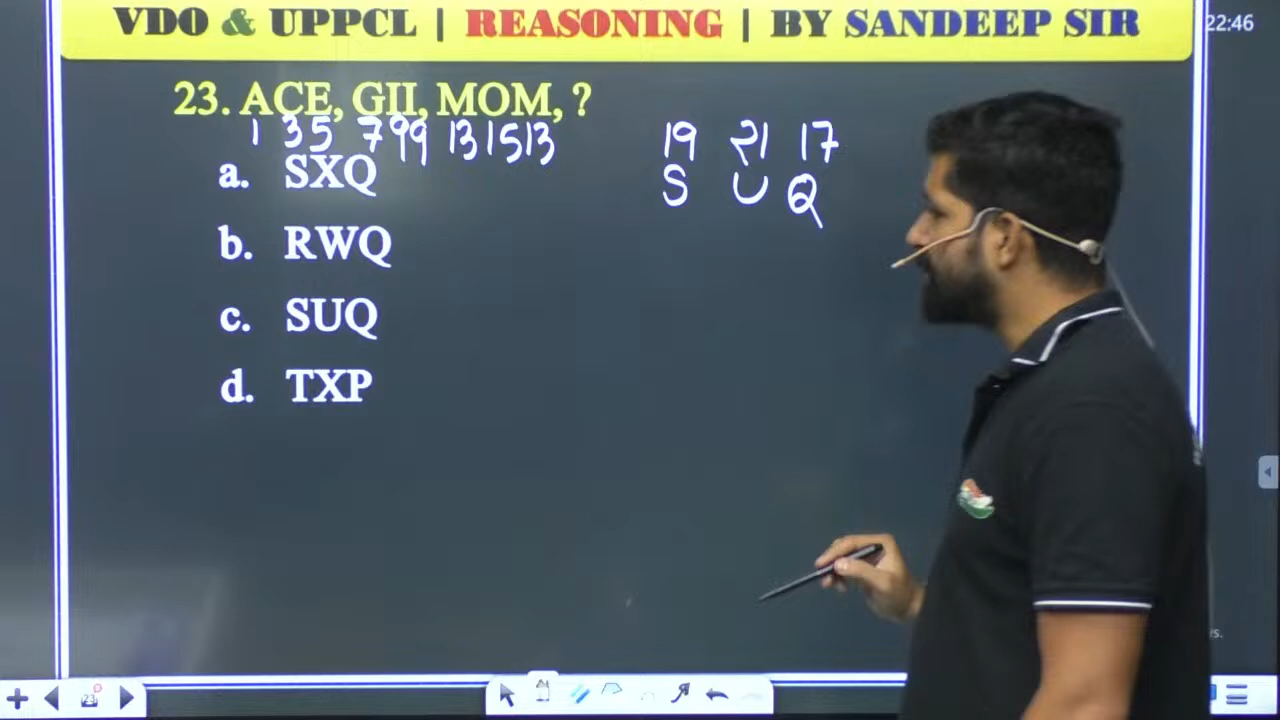 VDO & UPPCL | REASONING | BY SANDEEP SIR
22:46
23. ACE, GII, MOM, ?
1 3 5 7 9 9 13 15 13 19 21 17
S U Q
a. SXQ
b. RWQ
c. SUQ
d. TXP
23